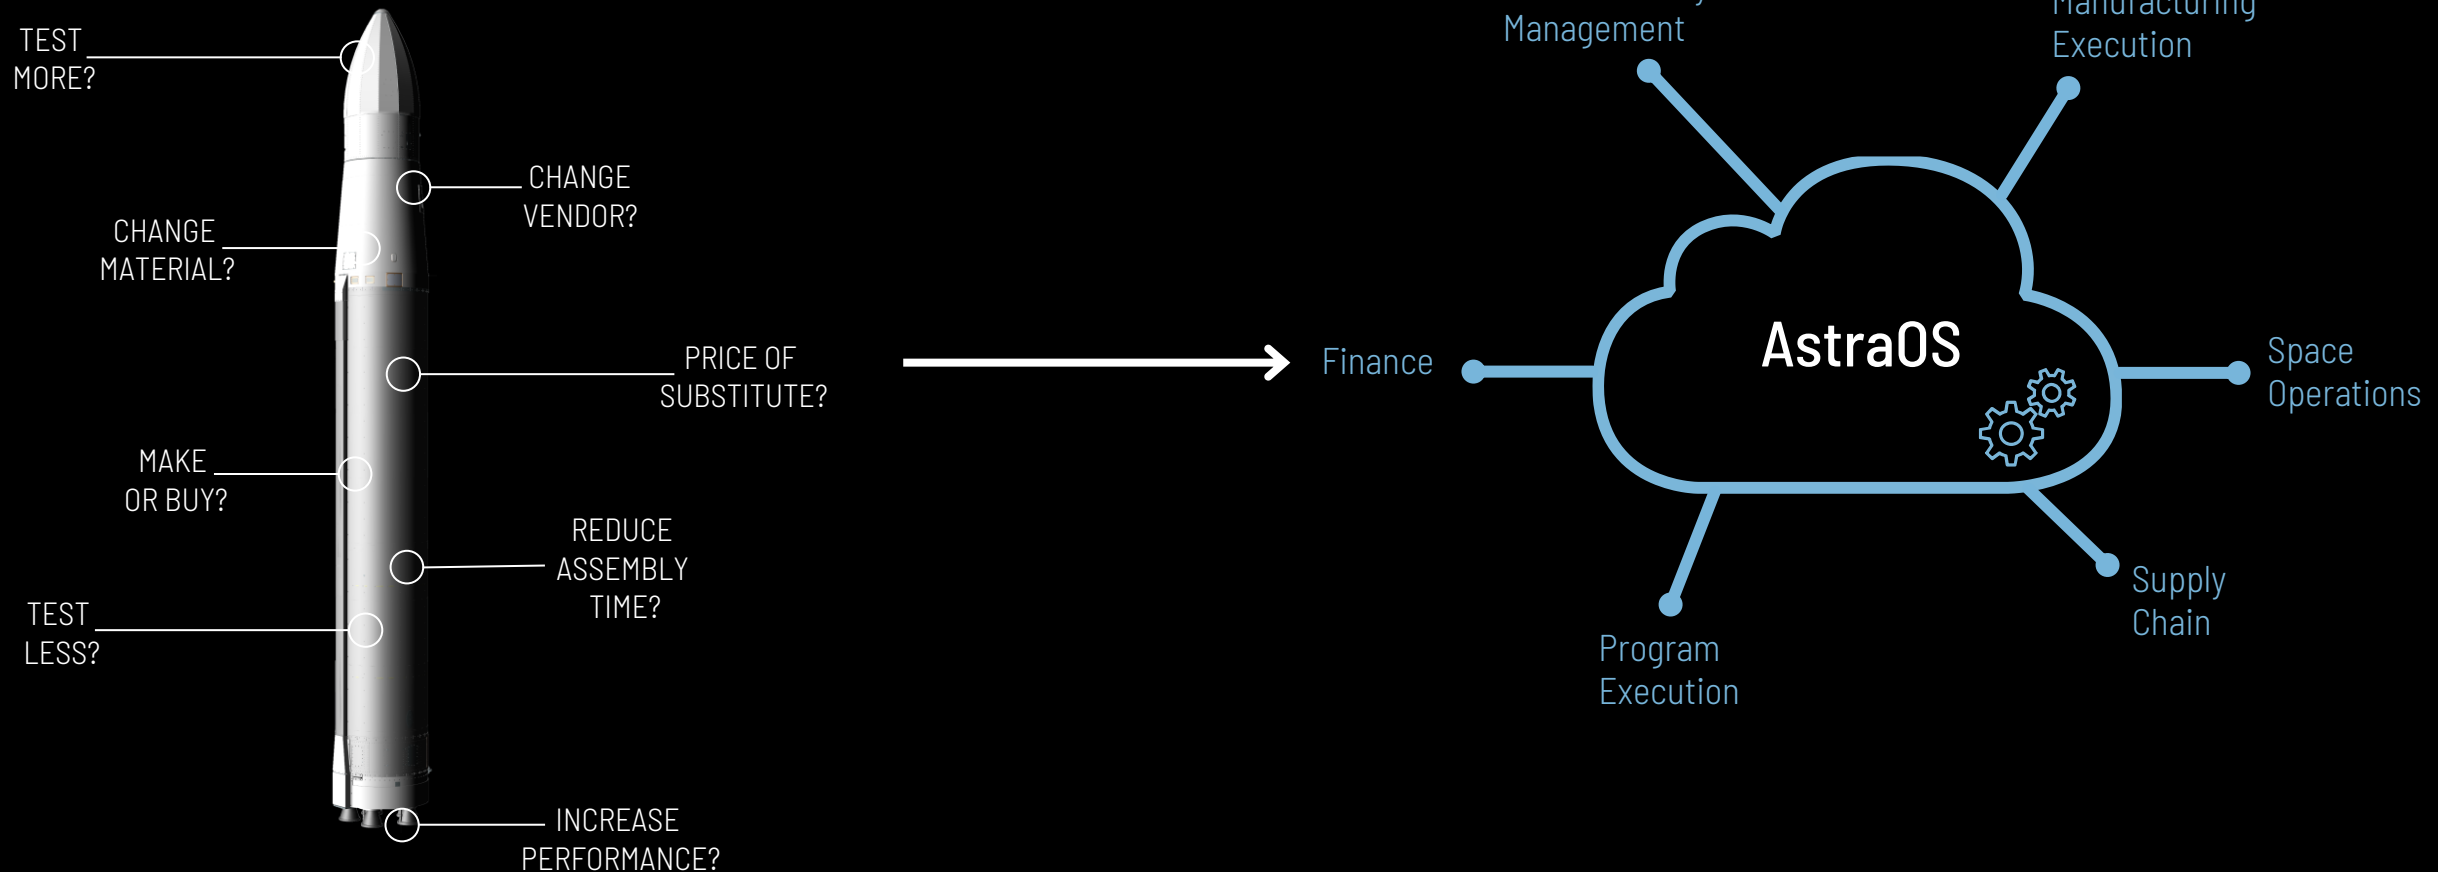 TEST
MORE?
CHANGE
VENDOR?
CHANGE
MATERIAL?
PRICE OF
SUBSTITUTE?
MAKE
OR BUY?
REDUCE
ASSEMBLY
TIME?
TEST
LESS?
INCREASE
PERFORMANCE?
Management
Manufacturing
Execution
Finance
AstraOS
Space
Operations
Supply
Chain
Program
Execution